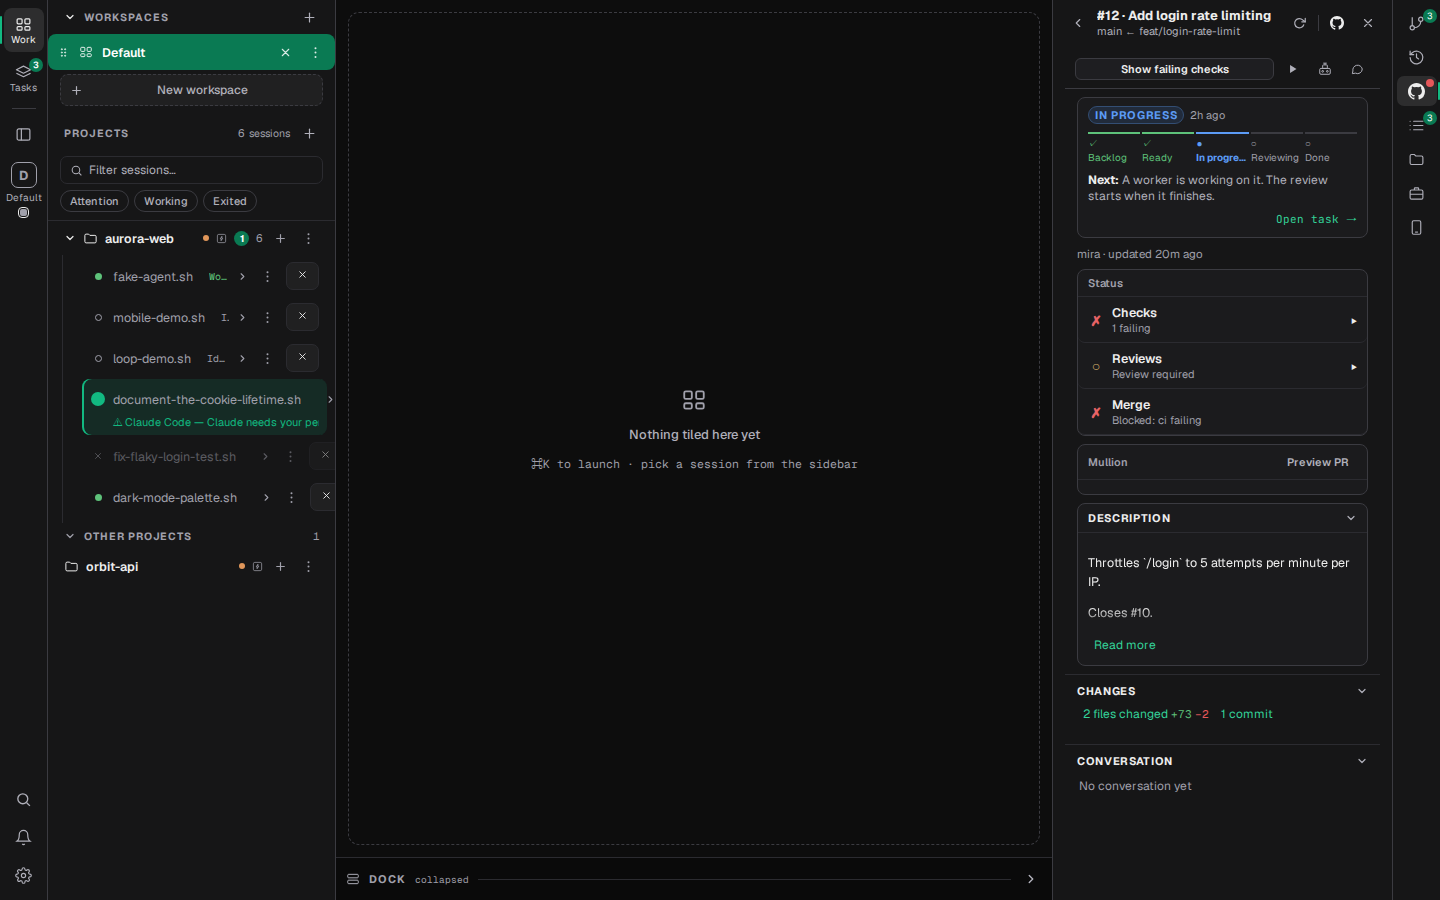 Work
Tasks
3
D
Default
WORKSPACES
Default
New workspace
PROJECTS
6 sessions
Filter sessions…
Attention
Working
Exited
aurora-web
1
6
fake-agent.sh
Wo…
mobile-demo.sh
I.
loop-demo.sh
Id…
document-the-cookie-lifetime.sh
⚠ Claude Code — Claude needs your pe
fix-flaky-login-test.sh
dark-mode-palette.sh
OTHER PROJECTS
1
orbit-api
Nothing tiled here yet
⌘K to launch · pick a session from the sidebar
DOCK collapsed
#12 · Add login rate limiting
main ← feat/login-rate-limit
Show failing checks
IN PROGRESS 2h ago
✓ ✓ ● ○ ○
Backlog Ready In progre… Reviewing Done
Next: A worker is working on it. The review
starts when it finishes.
Open task →
mira · updated 20m ago
Status
✗ Checks
1 failing
○ Reviews
Review required
✗ Merge
Blocked: ci failing
Mullion
Preview PR
DESCRIPTION
Throttles `/login` to 5 attempts per minute per
IP.
Closes #10.
Read more
CHANGES
2 files changed +73 −2 1 commit
CONVERSATION
No conversation yet
3
3